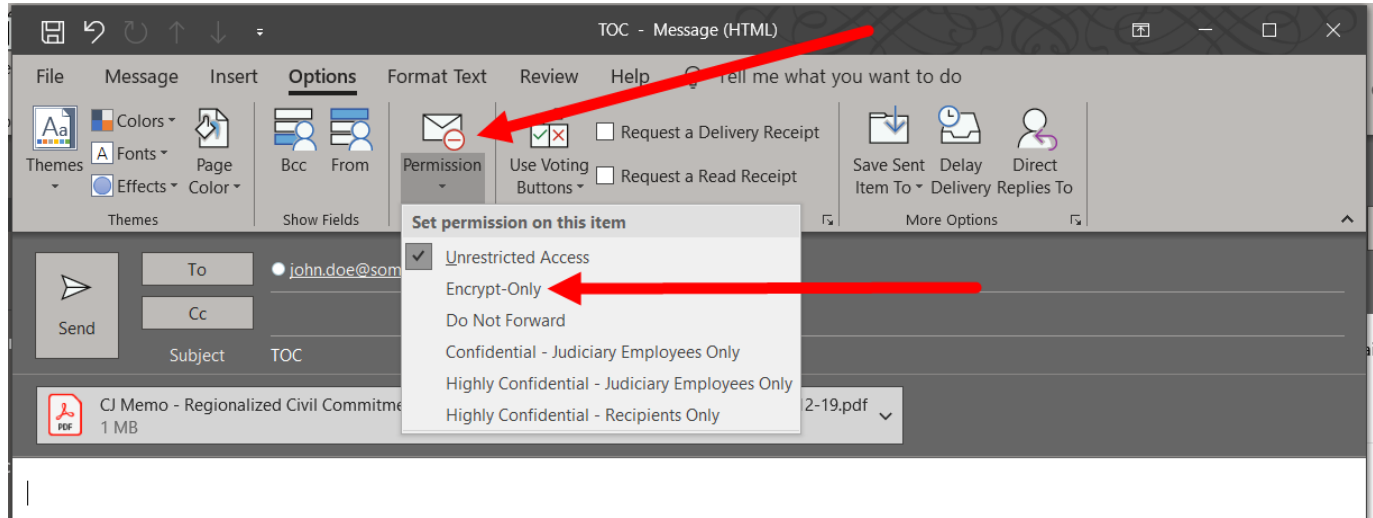 TOC - Message (HTML)
File Message Insert Options Format Text Review Help Tell me what you want to do
Aa Colors
A Fonts
Effects
Themes
Page
Color
Themes
Bcc From
Show Fields
Permission
Use Voting
Buttons
Request a Delivery Receipt
Request a Read Receipt
Save Sent
Item To
Delay
Delivery
Direct
Replies To
More Options
Set permission on this item
Unrestricted Access
Encrypt-Only
Do Not Forward
Confidential - Judiciary Employees Only
Highly Confidential - Judiciary Employees Only
Highly Confidential - Recipients Only
Send
To john.doe@som
Cc
Subject TOC
PDF
CJ Memo - Regionalized Civil Commitme 2-19.pdf
1 MB